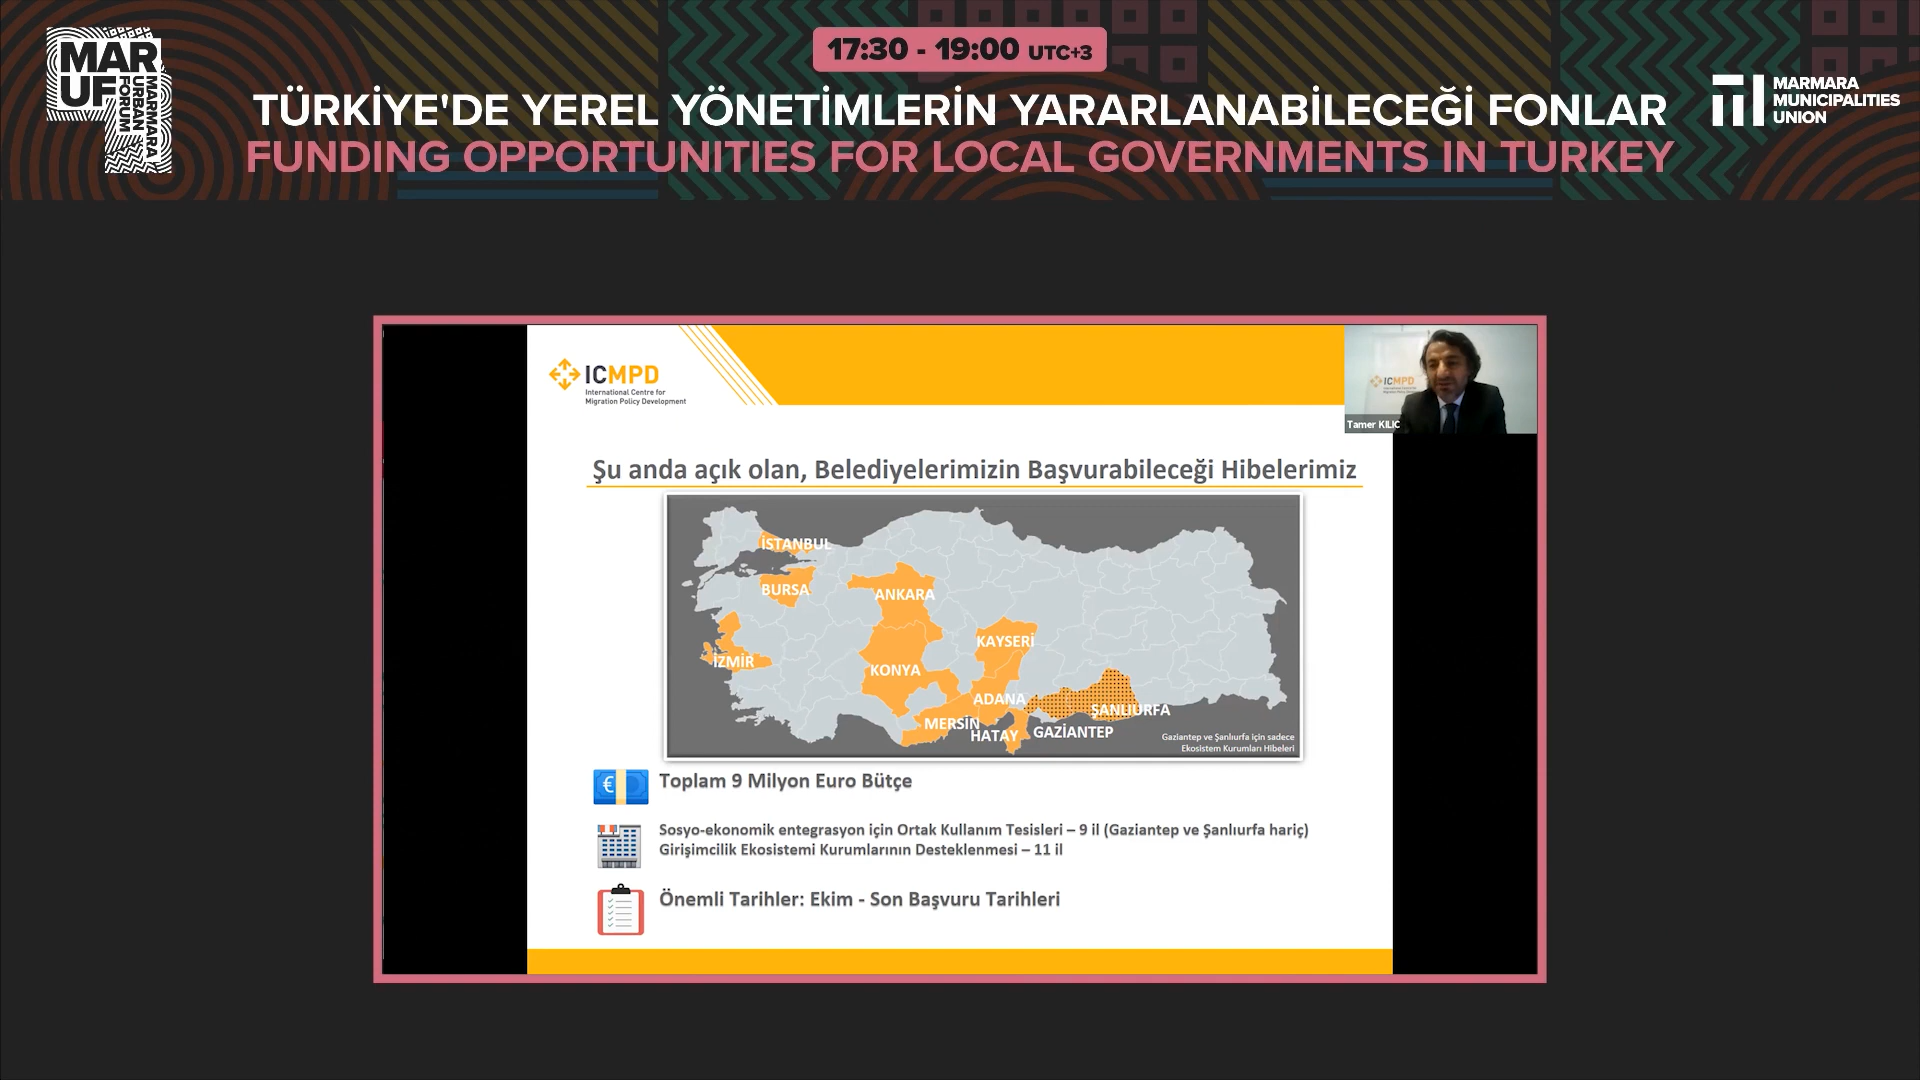 MAR
UF
MARMARA
URBAN
FORUM
17:30 - 19:00 UTC+3
TÜRKİYE'DE YEREL YÖNETİMLERİN YARARLANABİLECEĞİ FONLAR
FUNDING OPPORTUNITIES FOR LOCAL GOVERNMENTS IN TURKEY
MARMARA
MUNICIPALITIES
UNION
ICMPD
International Centre for
Migration Policy Development
ICMPD
Tamer KILIC
Şu anda açık olan, Belediyelerimizin Başvurabileceği Hibelerimiz
İSTANBUL
BURSA
ANKARA
KAYSERİ
İZMİR
KONYA
ADANA
ŞANLIURFA
MERSİN
HATAY
GAZİANTEP
Gaziantep ve Şanlıurfa için sadece
Ekosistem Kurumları Hibeleri
€
Toplam 9 Milyon Euro Bütçe
Sosyo-ekonomik entegrasyon için Ortak Kullanım Tesisleri – 9 il (Gaziantep ve Şanlıurfa hariç)
Girişimcilik Ekosistemi Kurumlarının Desteklenmesi – 11 il
Önemli Tarihler: Ekim - Son Başvuru Tarihleri